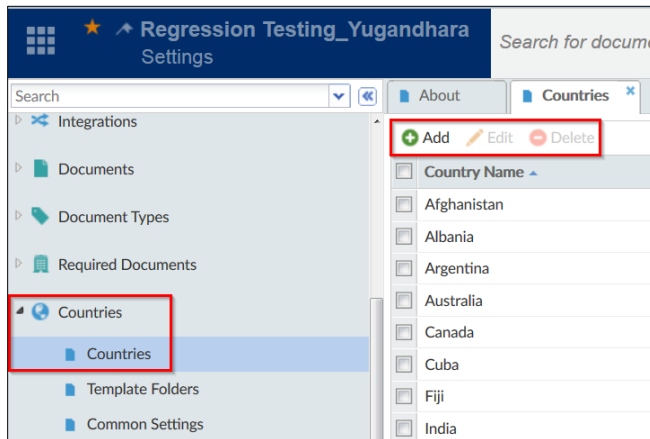 Regression Testing_Yugandhara
Settings
Search for docume
Search
About
Countries
Integrations
Add Edit Delete
Documents
Country Name
Afghanistan
Document Types
Albania
Required Documents
Argentina
Countries
Australia
Countries
Canada
Cuba
Template Folders
Fiji
Common Settings
India